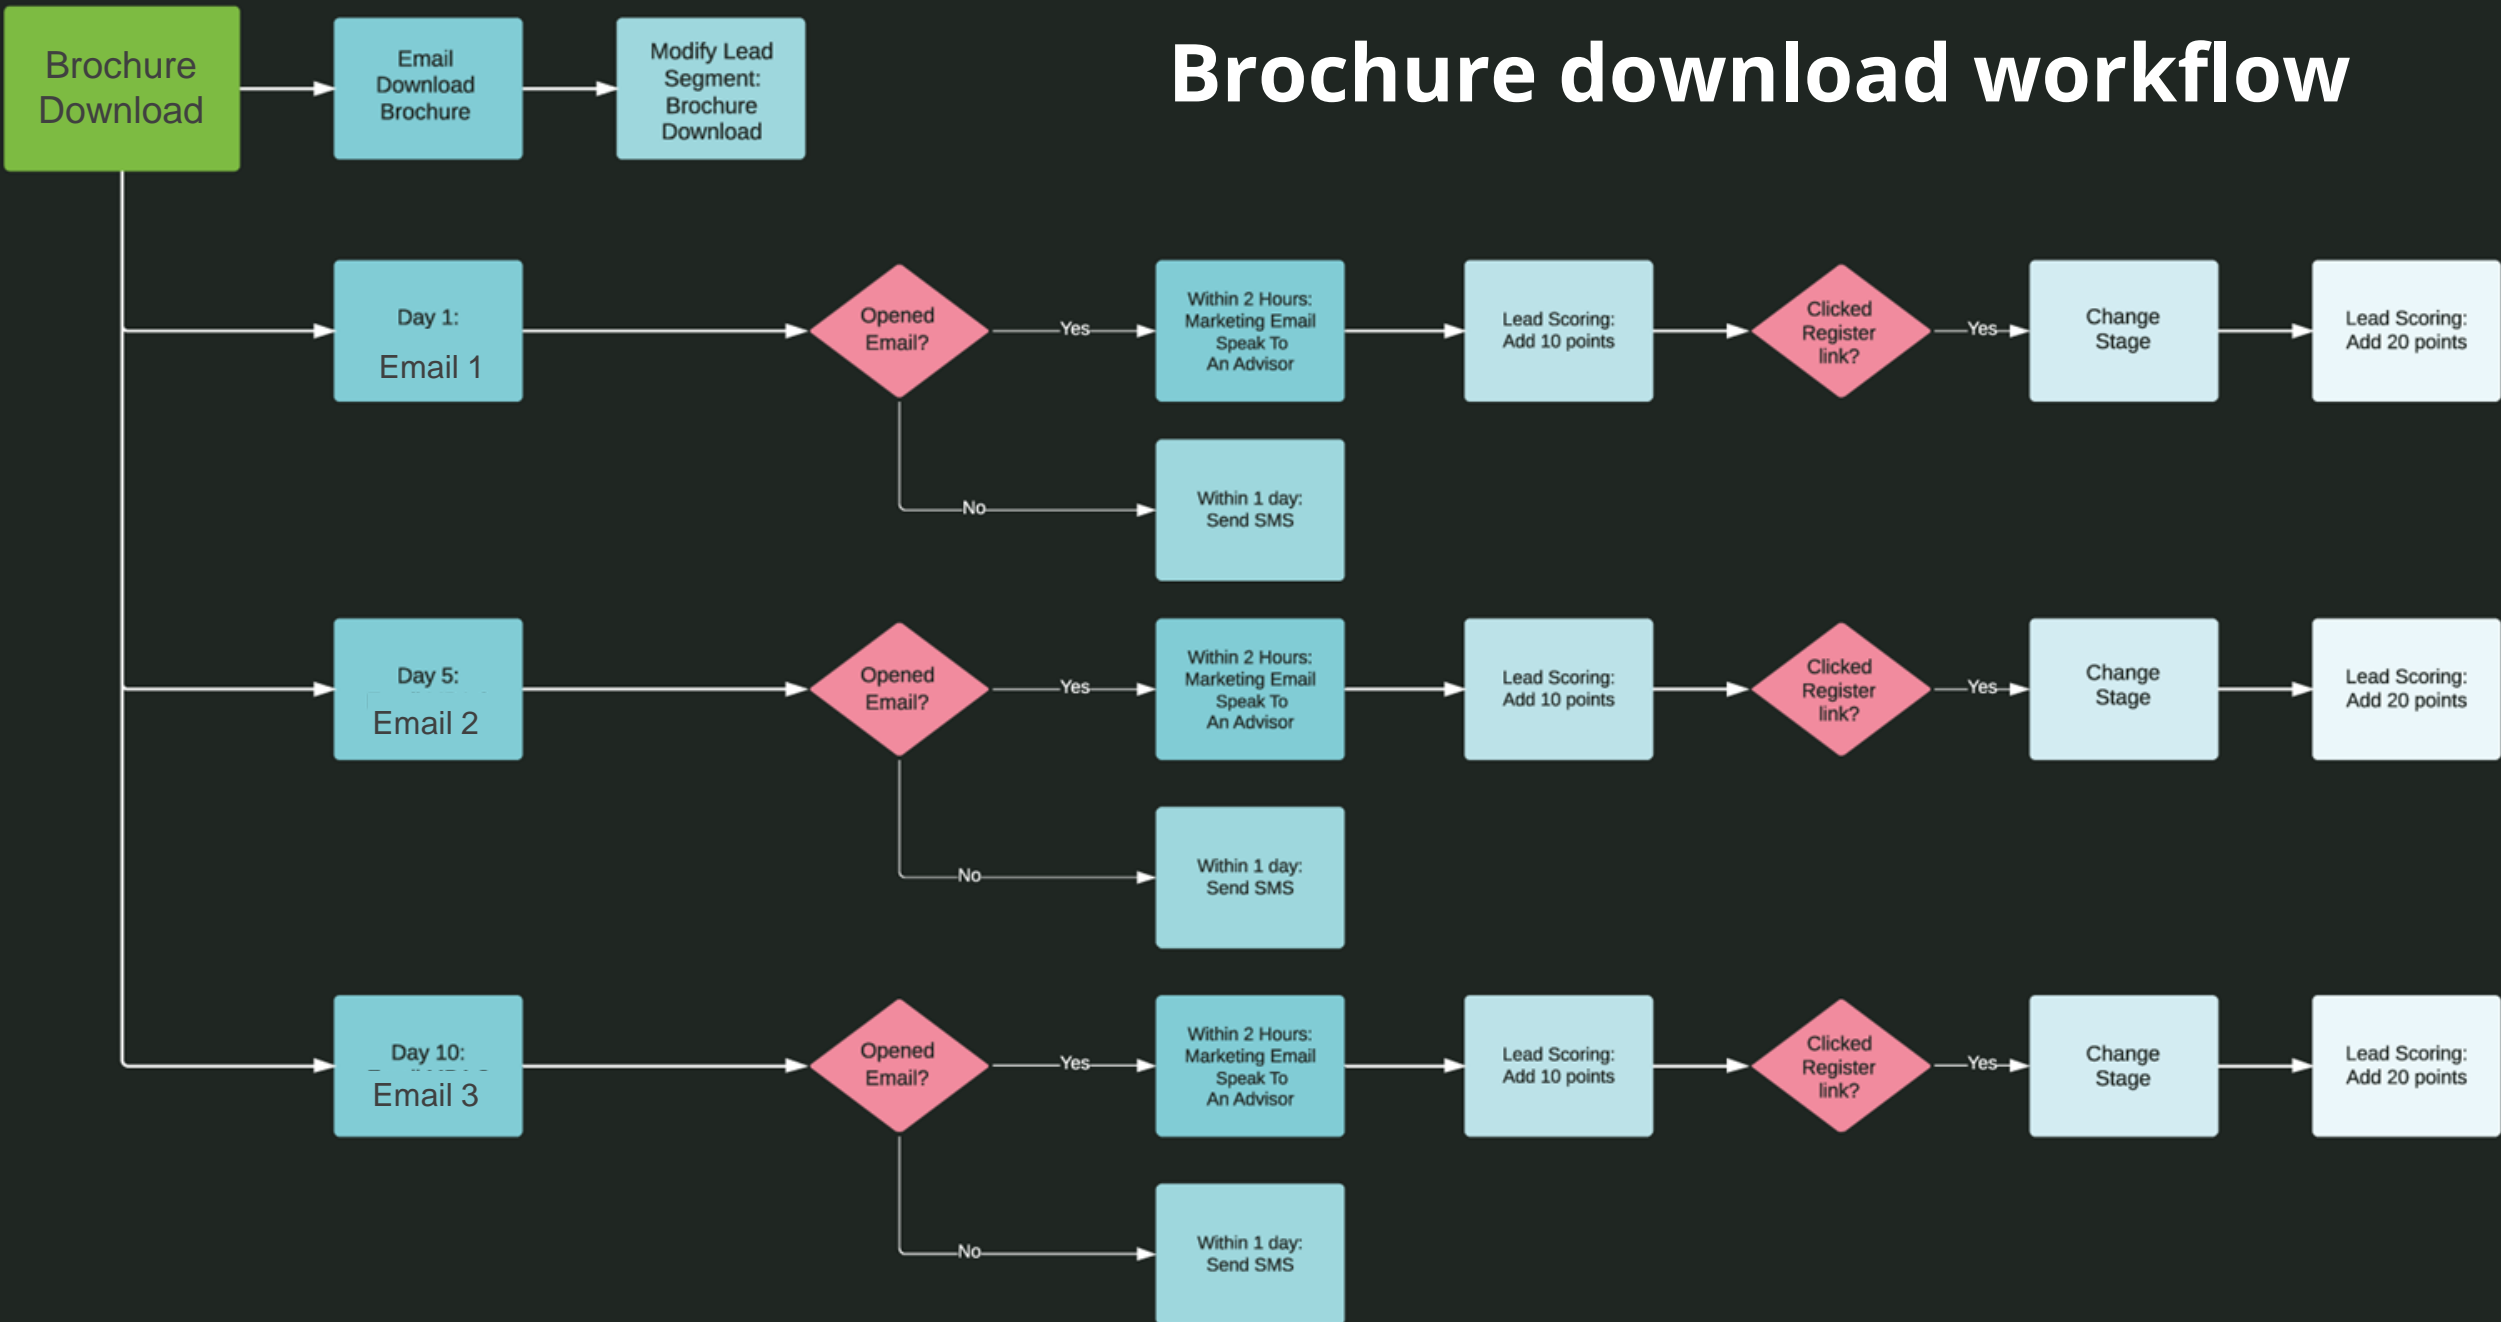 Brochure
Download
Email
Download
Brochure
Modify Lead
Segment:
Brochure
Download
Brochure download workflow
Day 1:
Email 1
Opened
Email?
Yes
Within 2 Hours:
Marketing Email
Speak To
An Advisor
Lead Scoring:
Add 10 points
Clicked
Register
link?
Yes
Change
Stage
Lead Scoring:
Add 20 points
No
Within 1 day:
Send SMS
Day 5:
Email 2
Opened
Email?
Yes
Within 2 Hours:
Marketing Email
Speak To
An Advisor
Lead Scoring:
Add 10 points
Clicked
Register
link?
Yes
Change
Stage
Lead Scoring:
Add 20 points
No
Within 1 day:
Send SMS
Day 10:
Email 3
Opened
Email?
Yes
Within 2 Hours:
Marketing Email
Speak To
An Advisor
Lead Scoring:
Add 10 points
Clicked
Register
link?
Yes
Change
Stage
Lead Scoring:
Add 20 points
No
Within 1 day:
Send SMS